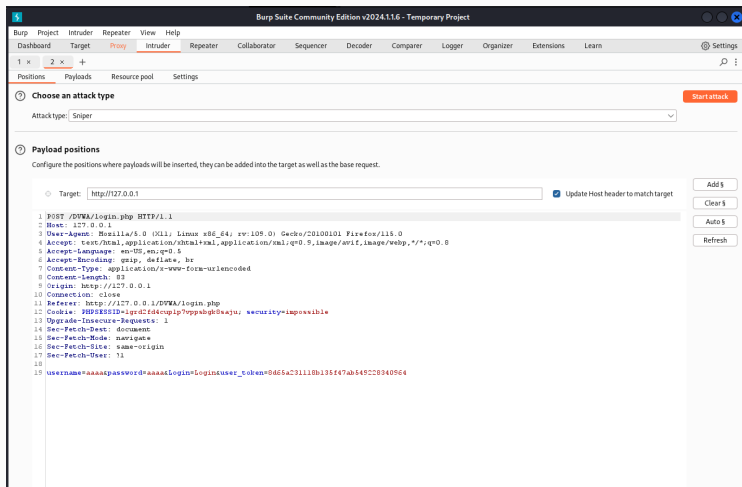 Burp Suite Community Edition v2024.1.1.6 - Temporary Project
Burp Project Intruder Repeater View Help
Dashboard Target Proxy Intruder Repeater Collaborator Sequencer Decoder Comparer Logger Organizer Extensions Learn Settings
1 × 2 × +
Positions Payloads Resource pool Settings
? Choose an attack type
Start attack
Attack type: Sniper
? Payload positions
Configure the positions where payloads will be inserted, they can be added into the target as well as the base request.
Add §
Target: http://127.0.0.1 Update Host header to match target
Clear §
Auto §
Refresh
1 POST /DVWA/login.php HTTP/1.1
2 Host: 127.0.0.1
3 User-Agent: Mozilla/5.0 (X11; Linux x86_64; rv:109.0) Gecko/20100101 Firefox/115.0
4 Accept: text/html,application/xhtml+xml,application/xml;q=0.9,image/avif,image/webp,*/*;q=0.8
5 Accept-Language: en-US,en;q=0.5
6 Accept-Encoding: gzip, deflate, br
7 Content-Type: application/x-www-form-urlencoded
8 Content-Length: 83
9 Origin: http://127.0.0.1
10 Connection: close
11 Referer: http://127.0.0.1/DVWA/login.php
12 Cookie: PHPSESSID=lgrd2fd4cuplp7vppsbgk8saju; security=impossible
13 Upgrade-Insecure-Requests: 1
14 Sec-Fetch-Dest: document
15 Sec-Fetch-Mode: navigate
16 Sec-Fetch-Site: same-origin
17 Sec-Fetch-User: ?1
18
19 username=aaaa&password=aaaa&Login=Login&user_token=8d65a231118b135f47ab549228340964